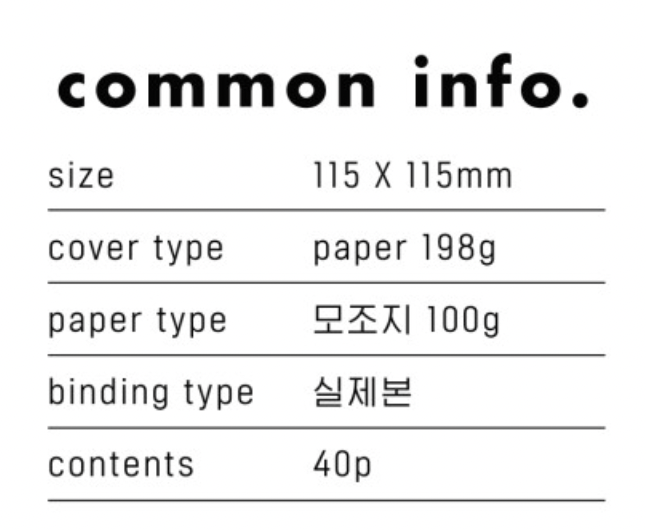 common info.
size 115 X 115mm
cover type paper 198g
paper type 모조지 100g
binding type 실제본
contents 40p